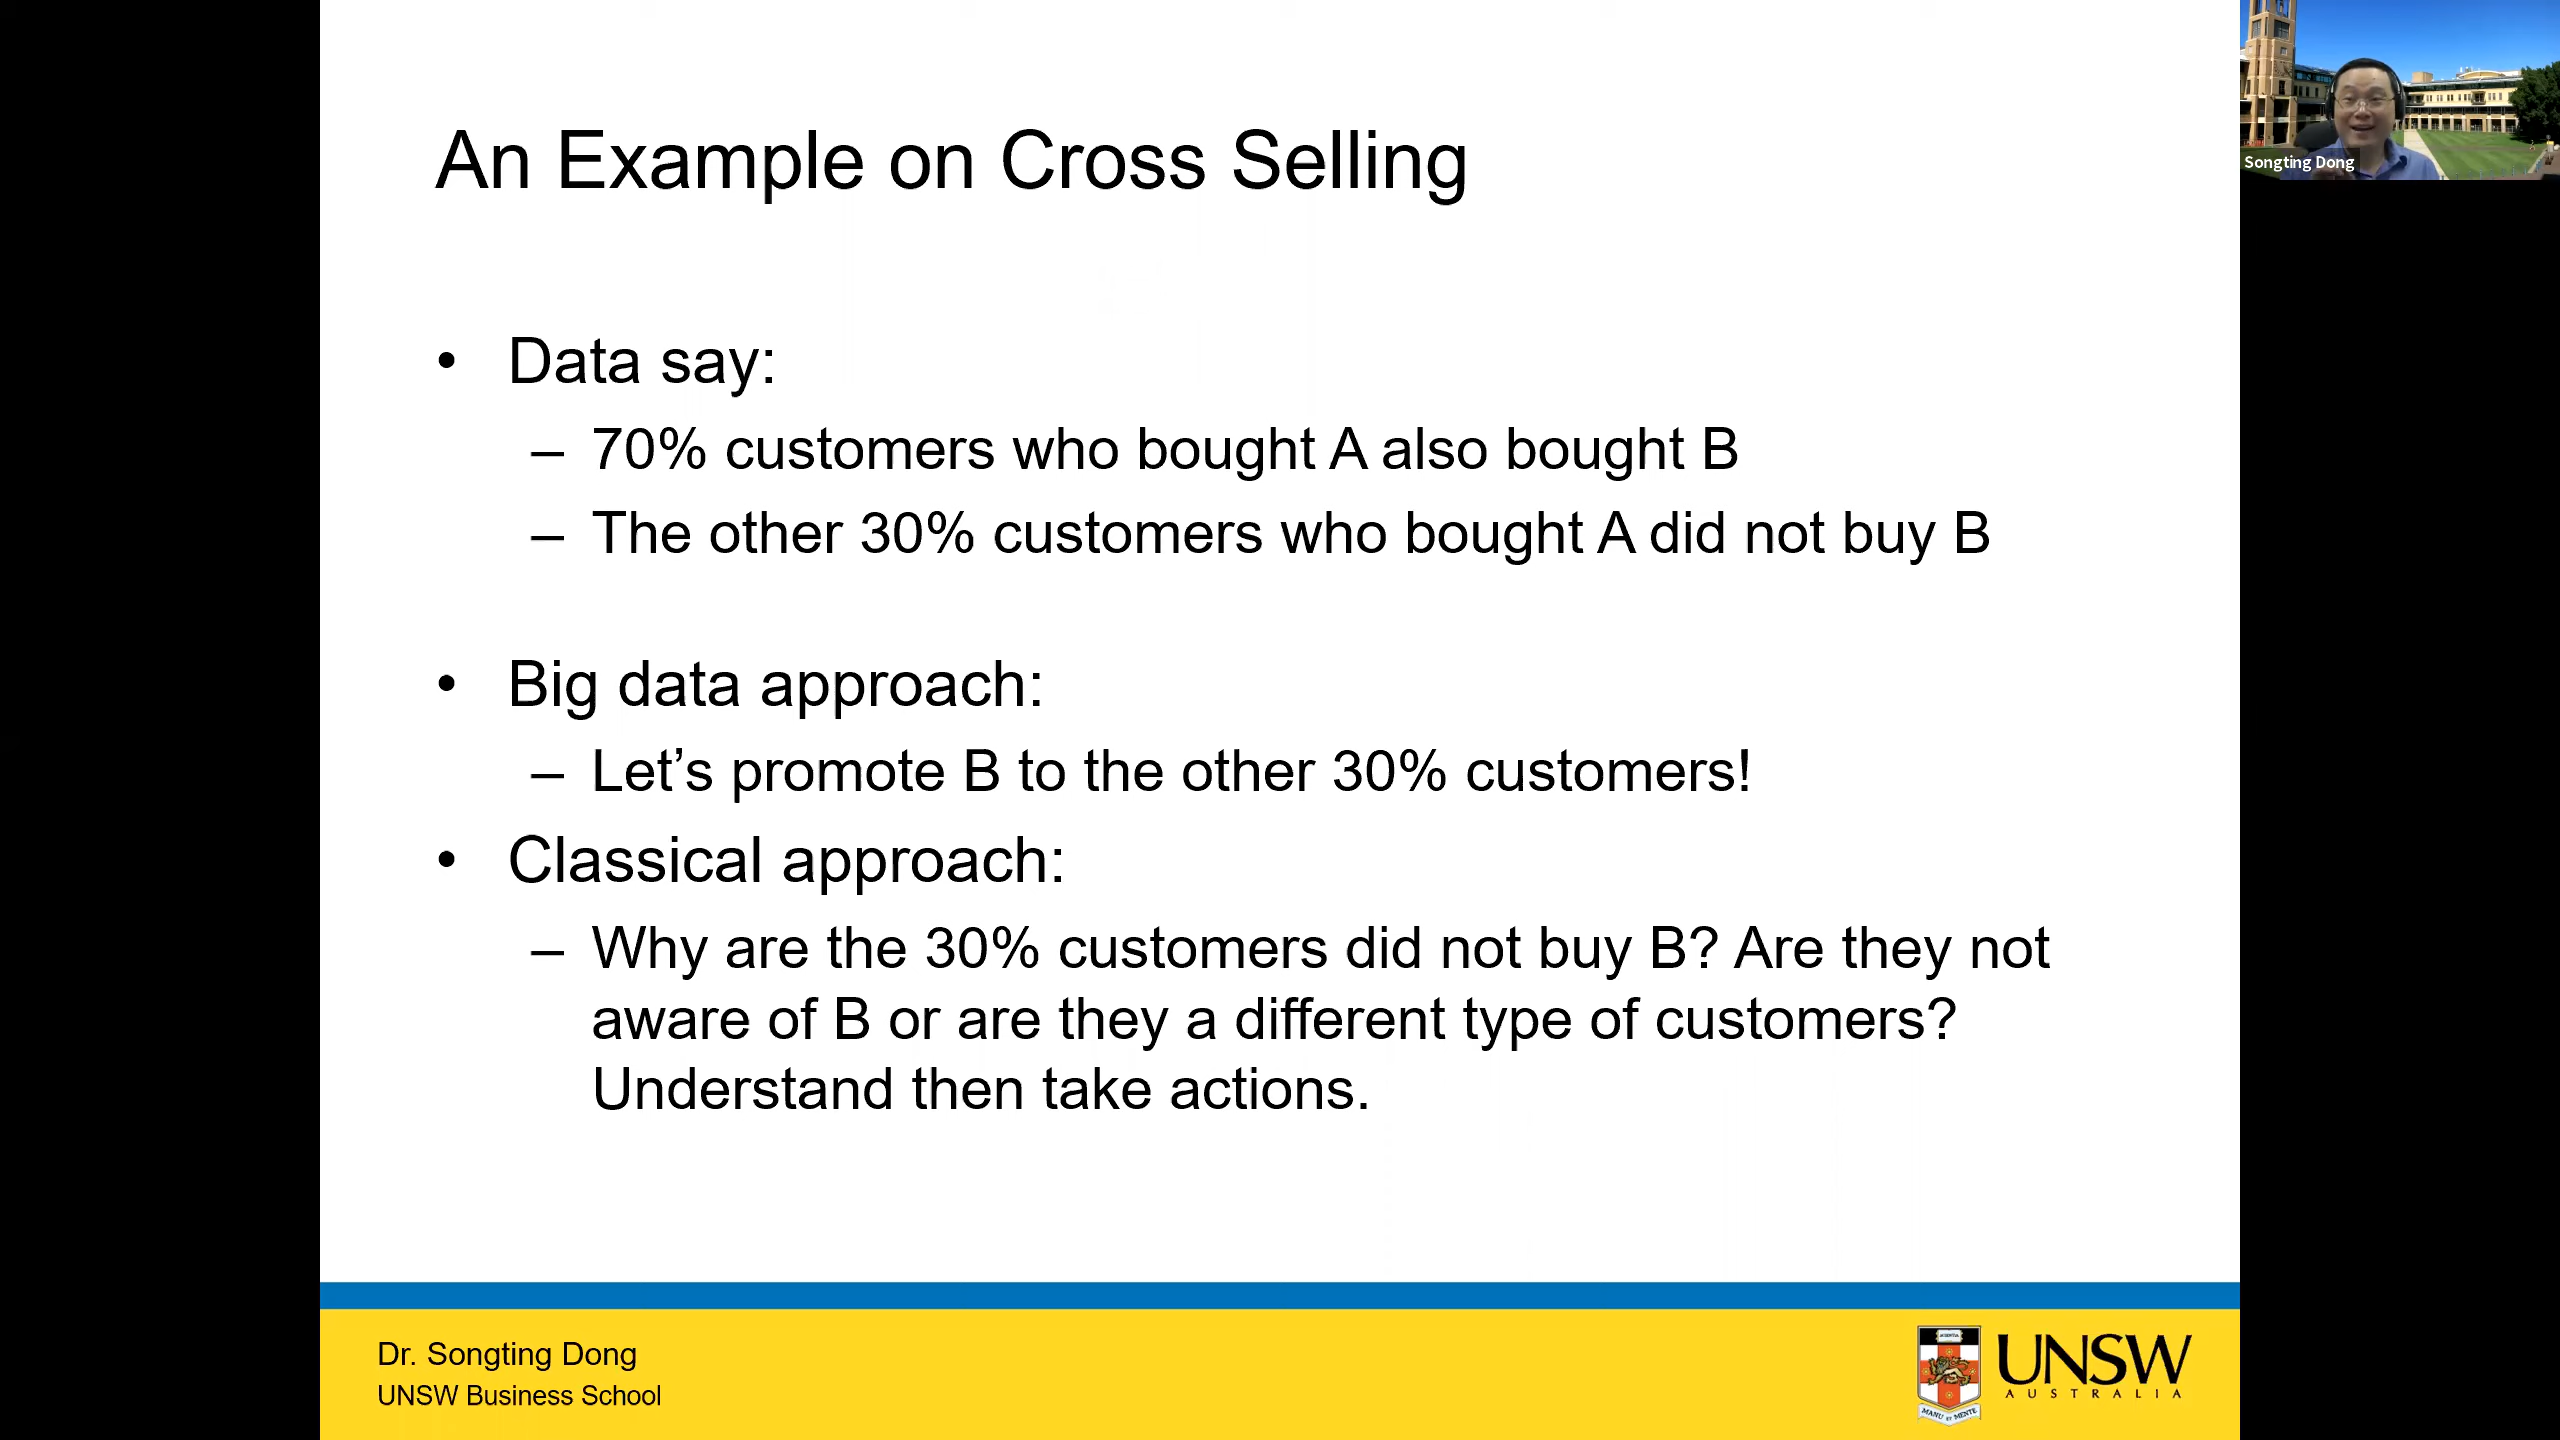 An Example on Cross Selling
• Data say:
– 70% customers who bought A also bought B
– The other 30% customers who bought A did not buy B
• Big data approach:
– Let’s promote B to the other 30% customers!
• Classical approach:
– Why are the 30% customers did not buy B? Are they not
aware of B or are they a different type of customers?
Understand then take actions.
Songting Dong
Dr. Songting Dong
UNSW Business School
UNSW
AUSTRALIA
MANU ET MENTE